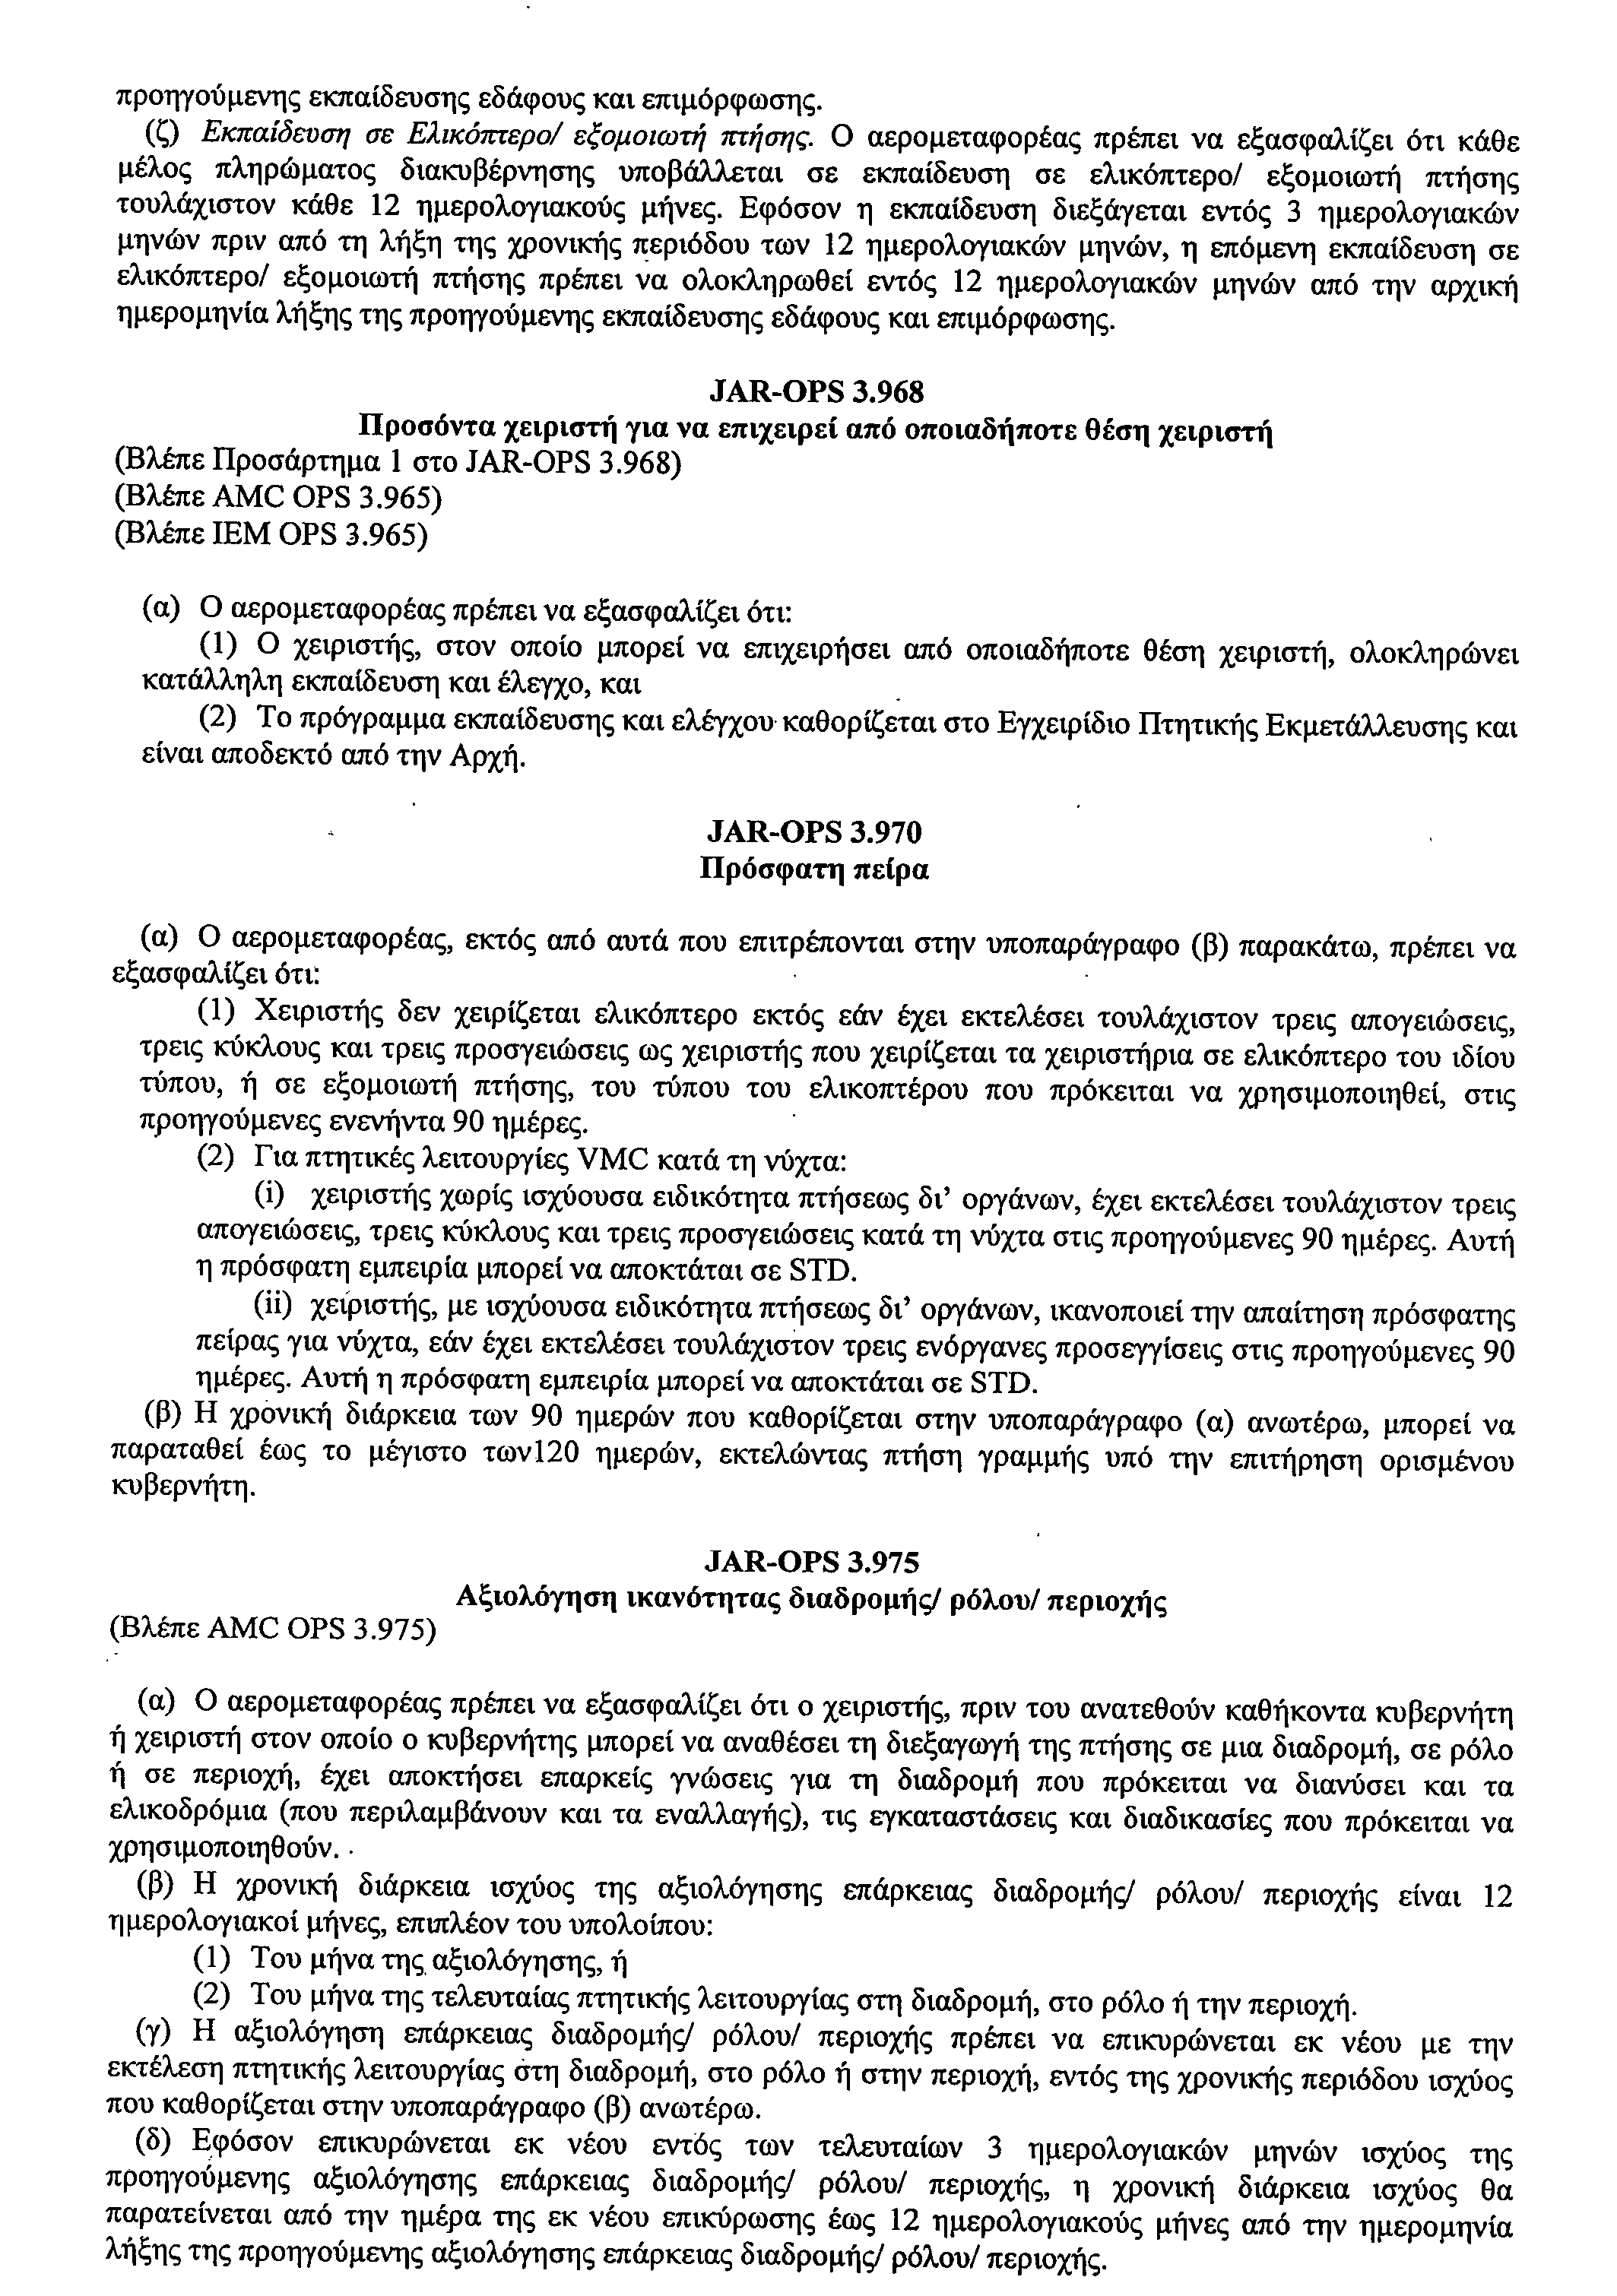 προηγούμενης εκπαίδευσης εδάφους και επιμόρφωσης.
(ζ) Εκπαίδευση σε Ελικόπτερο/ εξομοιωτή πτήσης. Ο αερομεταφορέας πρέπει να εξασφαλίζει ότι κάθε
μέλος πληρώματος διακυβέρνησης υποβάλλεται σε εκπαίδευση σε ελικόπτερο/ εξομοιωτή πτήσης
τουλάχιστον κάθε 12 ημερολογιακούς μήνες. Εφόσον η εκπαίδευση διεξάγεται εντός 3 ημερολογιακών
μηνών πριν από τη λήξη της χρονικής περιόδου των 12 ημερολογιακών μηνών, η επόμενη εκπαίδευση σε
ελικόπτερο/ εξομοιωτή πτήσης πρέπει να ολοκληρωθεί εντός 12 ημερολογιακών μηνών από την αρχική
ημερομηνία λήξης της προηγούμενης εκπαίδευσης εδάφους και επιμόρφωσης.
JAR-OPS 3.968
Προσόντα χειριστή για να επιχειρεί από οποιαδήποτε θέση χειριστή
(Βλέπε Προσάρτημα 1 στο JAR-OPS 3.968)
(Βλέπε AMC OPS 3.965)
(Βλέπε IEM OPS 3.965)
(α) Ο αερομεταφορέας πρέπει να εξασφαλίζει ότι:
(1) Ο χειριστής, στον οποίο μπορεί να επιχειρήσει από οποιαδήποτε θέση χειριστή, ολοκληρώνει
κατάλληλη εκπαίδευση και έλεγχο, και
(2) Το πρόγραμμα εκπαίδευσης και ελέγχου καθορίζεται στο Εγχειρίδιο Πτητικής Εκμετάλλευσης και
είναι αποδεκτό από την Αρχή.
JAR-OPS 3.970
Πρόσφατη πείρα
(α) Ο αερομεταφορέας, εκτός από αυτά που επιτρέπονται στην υποπαράγραφο (β) παρακάτω, πρέπει να
εξασφαλίζει ότι:
(1) Χειριστής δεν χειρίζεται ελικόπτερο εκτός εάν έχει εκτελέσει τουλάχιστον τρεις απογειώσεις,
τρεις κύκλους και τρεις προσγειώσεις ως χειριστής που χειρίζεται τα χειριστήρια σε ελικόπτερο του ιδίου
τύπου, ή σε εξομοιωτή πτήσης, του τύπου του ελικοπτέρου που πρόκειται να χρησιμοποιηθεί, στις
προηγούμενες ενενήντα 90 ημέρες.
(2) Για πτητικές λειτουργίες VMC κατά τη νύχτα:
(i) χειριστής χωρίς ισχύουσα ειδικότητα πτήσεως δι’ οργάνων, έχει εκτελέσει τουλάχιστον τρεις
απογειώσεις, τρεις κύκλους και τρεις προσγειώσεις κατά τη νύχτα στις προηγούμενες 90 ημέρες. Αυτή
η πρόσφατη εμπειρία μπορεί να αποκτάται σε STD.
(ii) χειριστής, με ισχύουσα ειδικότητα πτήσεως δι’ οργάνων, ικανοποιεί την απαίτηση πρόσφατης
πείρας για νύχτα, εάν έχει εκτελέσει τουλάχιστον τρεις ενόργανες προσεγγίσεις στις προηγούμενες 90
ημέρες. Αυτή η πρόσφατη εμπειρία μπορεί να αποκτάται σε STD.
(β) Η χρονική διάρκεια των 90 ημερών που καθορίζεται στην υποπαράγραφο (α) ανωτέρω, μπορεί να
παραταθεί έως το μέγιστο των120 ημερών, εκτελώντας πτήση γραμμής υπό την επιτήρηση ορισμένου
κυβερνήτη.
JAR-OPS 3.975
Αξιολόγηση ικανότητας διαδρομής/ ρόλου/ περιοχής
(Βλέπε AMC OPS 3.975)
(α) Ο αερομεταφορέας πρέπει να εξασφαλίζει ότι ο χειριστής, πριν του ανατεθούν καθήκοντα κυβερνήτη
ή χειριστή στον οποίο ο κυβερνήτης μπορεί να αναθέσει τη διεξαγωγή της πτήσης σε μια διαδρομή, σε ρόλο
ή σε περιοχή, έχει αποκτήσει επαρκείς γνώσεις για τη διαδρομή που πρόκειται να διανύσει και τα
ελικοδρόμια (που περιλαμβάνουν και τα εναλλαγής), τις εγκαταστάσεις και διαδικασίες που πρόκειται να
χρησιμοποιηθούν.
(β) Η χρονική διάρκεια ισχύος της αξιολόγησης επάρκειας διαδρομής/ ρόλου/ περιοχής είναι 12
ημερολογιακοί μήνες, επιπλέον του υπολοίπου:
(1) Του μήνα της αξιολόγησης, ή
(2) Του μήνα της τελευταίας πτητικής λειτουργίας στη διαδρομή, στο ρόλο ή την περιοχή.
(γ) Η αξιολόγηση επάρκειας διαδρομής/ ρόλου/ περιοχής πρέπει να επικυρώνεται εκ νέου με την
εκτέλεση πτητικής λειτουργίας στη διαδρομή, στο ρόλο ή στην περιοχή, εντός της χρονικής περιόδου ισχύος
που καθορίζεται στην υποπαράγραφο (β) ανωτέρω.
(δ) Εφόσον επικυρώνεται εκ νέου εντός των τελευταίων 3 ημερολογιακών μηνών ισχύος της
προηγούμενης αξιολόγησης επάρκειας διαδρομής/ ρόλου/ περιοχής, η χρονική διάρκεια ισχύος θα
παρατείνεται από την ημέρα της εκ νέου επικύρωσης έως 12 ημερολογιακούς μήνες από την ημερομηνία
λήξης της προηγούμενης αξιολόγησης επάρκειας διαδρομής/ ρόλου/ περιοχής.